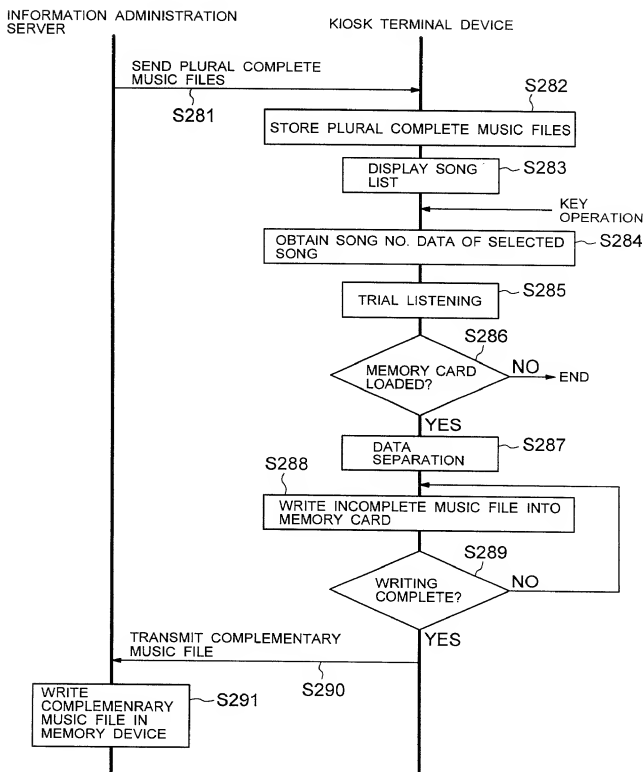 INFORMATION ADMINISTRATION
SERVER
KIOSK TERMINAL DEVICE
SEND PLURAL COMPLETE
MUSIC FILES
S281
S282
STORE PLURAL COMPLETE MUSIC FILES
DISPLAY SONG
LIST
S283
KEY
OPERATION
OBTAIN SONG NO. DATA OF SELECTED
SONG
S284
TRIAL LISTENING
S285
S286
MEMORY CARD
LOADED?
NO
END
YES
DATA
SEPARATION
S287
S288
WRITE INCOMPLETE MUSIC FILE INTO
MEMORY CARD
S289
WRITING
COMPLETE?
NO
YES
TRANSMIT COMPLEMENTARY
MUSIC FILE
S290
WRITE
COMPLEMENRARY
MUSIC FILE IN
MEMORY DEVICE
S291